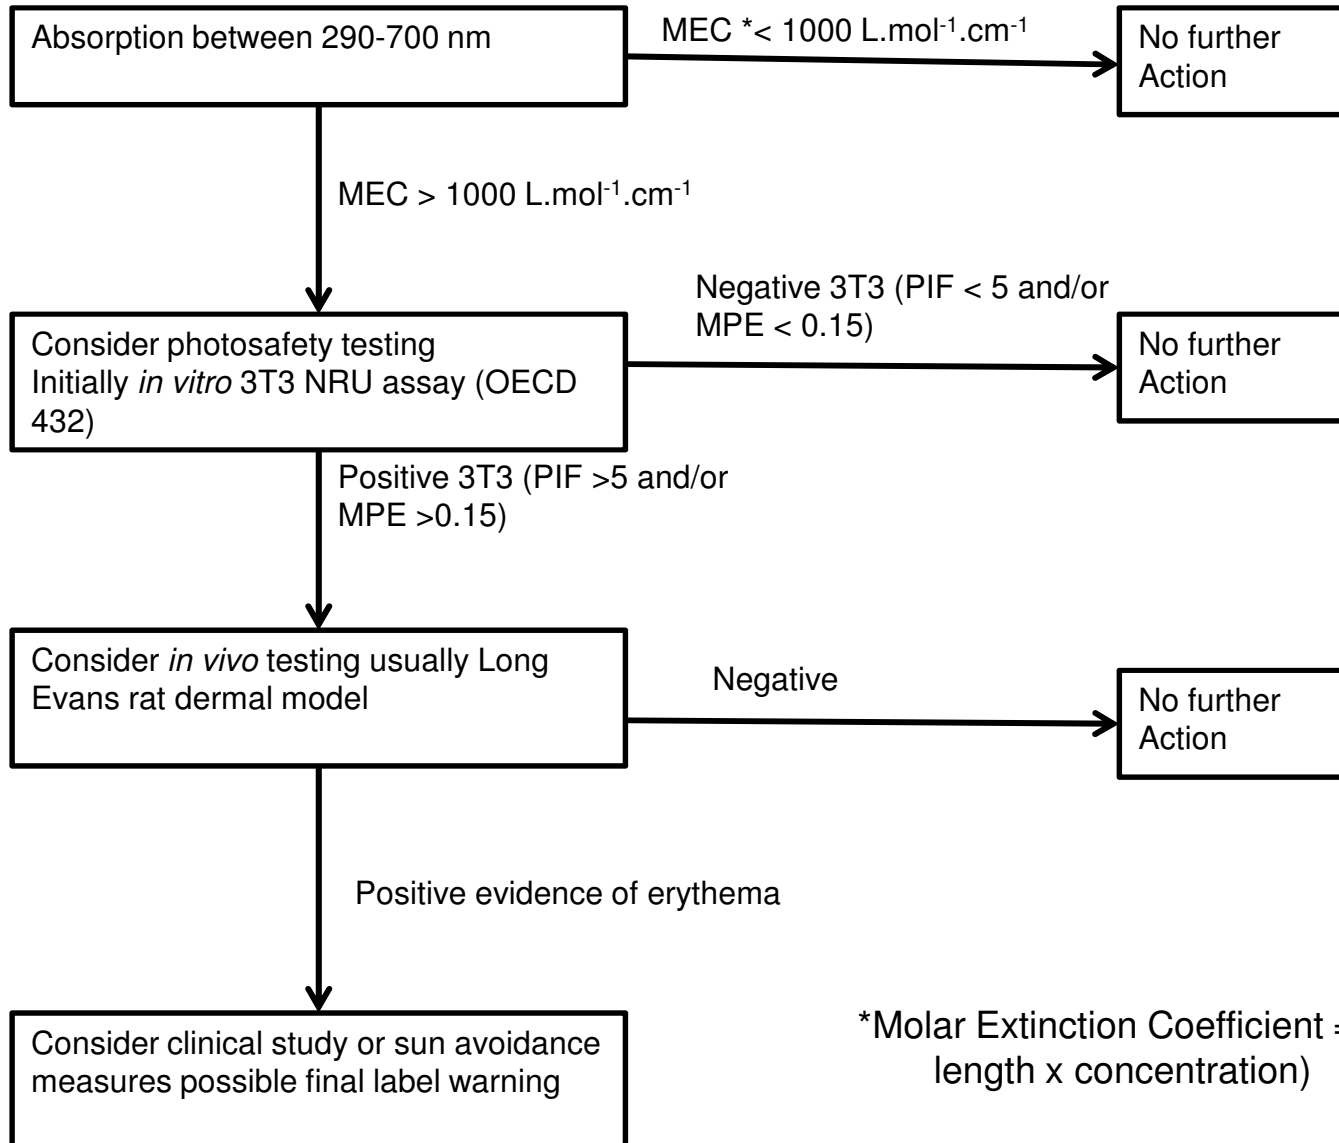 Absorption between 290-700 nm
MEC *< 1000 L.mol⁻¹.cm⁻¹
No further
Action
MEC > 1000 L.mol⁻¹.cm⁻¹
Consider photosafety testing
Initially in vitro 3T3 NRU assay (OECD
432)
Negative 3T3 (PIF < 5 and/or
MPE < 0.15)
No further
Action
Positive 3T3 (PIF >5 and/or
MPE >0.15)
Consider in vivo testing usually Long
Evans rat dermal model
Negative
No further
Action
Positive evidence of erythema
Consider clinical study or sun avoidance
measures possible final label warning
*Molar Extinction Coefficient =
length x concentration)